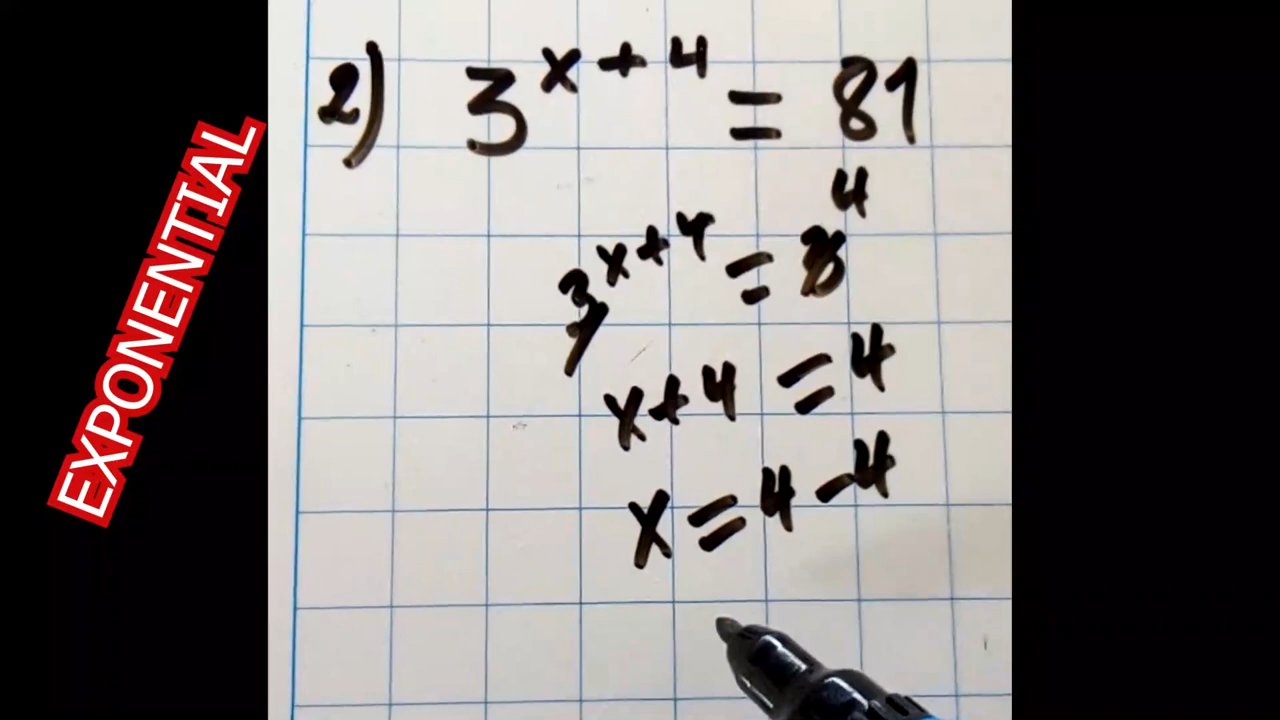 EXPONENTIAL
2) 3^{x+4} = 81
3^{x+4} = 3^4
x+4 = 4
x = 4 - 4